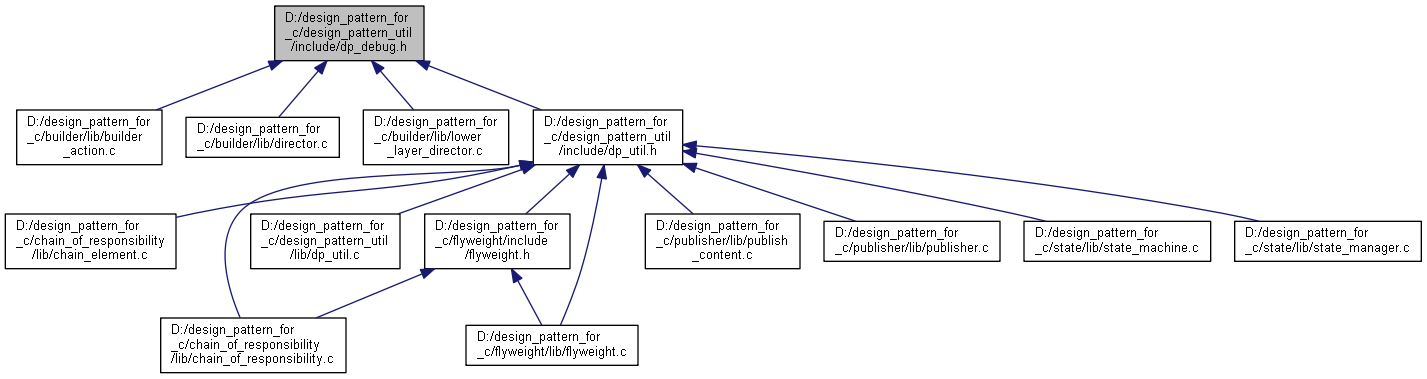 D:/design_pattern_for
_c/design_pattern_util
/include/dp_debug.h
D:/design_pattern_for
_c/builder/lib/builder
_action.c
D:/design_pattern_for
_c/builder/lib/director.c
D:/design_pattern_for
_c/builder/lib/lower
_layer_director.c
D:/design_pattern_for
_c/design_pattern_util
/include/dp_util.h
D:/design_pattern_for
_c/chain_of_responsibility
/lib/chain_element.c
D:/design_pattern_for
_c/design_pattern_util
/lib/dp_util.c
D:/design_pattern_for
_c/flyweight/include
/flyweight.h
D:/design_pattern_for
_c/publisher/lib/publish
_content.c
D:/design_pattern_for
_c/publisher/lib/publisher.c
D:/design_pattern_for
_c/state/lib/state_machine.c
D:/design_pattern_for
_c/state/lib/state_manager.c
D:/design_pattern_for
_c/chain_of_responsibility
/lib/chain_of_responsibility.c
D:/design_pattern_for
_c/flyweight/lib/flyweight.c